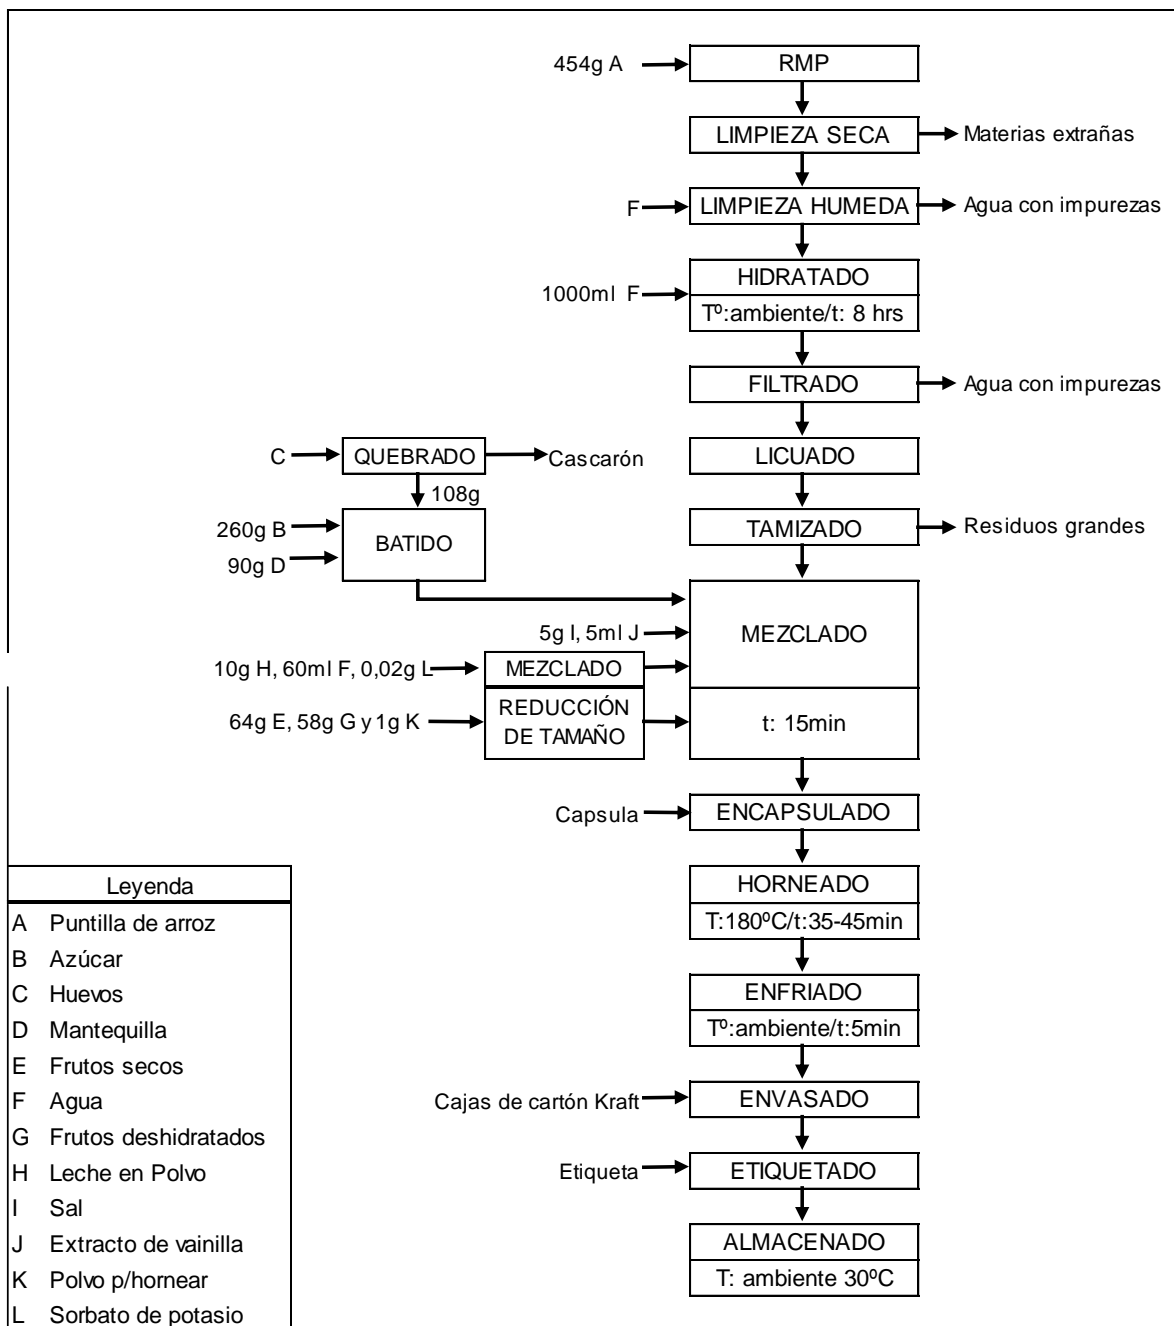 454g A
RMP
LIMPIEZA SECA
Materias extrañas
F
LIMPIEZA HUMEDA
Agua con impurezas
1000ml F
HIDRATADO
Tº:ambiente/t: 8 hrs
FILTRADO
Agua con impurezas
C
QUEBRADO
Cascarón
LICUADO
108g
260g B
90g D
BATIDO
TAMIZADO
Residuos grandes
5g I, 5ml J
MEZCLADO
10g H, 60ml F, 0,02g L
MEZCLADO
64g E, 58g G y 1g K
REDUCCIÓN
DE TAMAÑO
t: 15min
Capsula
ENCAPSULADO
HORNEADO
T:180ºC/t:35-45min
ENFRIADO
Tº:ambiente/t:5min
Cajas de cartón Kraft
ENVASADO
Etiqueta
ETIQUETADO
ALMACENADO
T: ambiente 30ºC
Leyenda
A Puntilla de arroz
B Azúcar
C Huevos
D Mantequilla
E Frutos secos
F Agua
G Frutos deshidratados
H Leche en Polvo
I Sal
J Extracto de vainilla
K Polvo p/hornear
L Sorbato de potasio